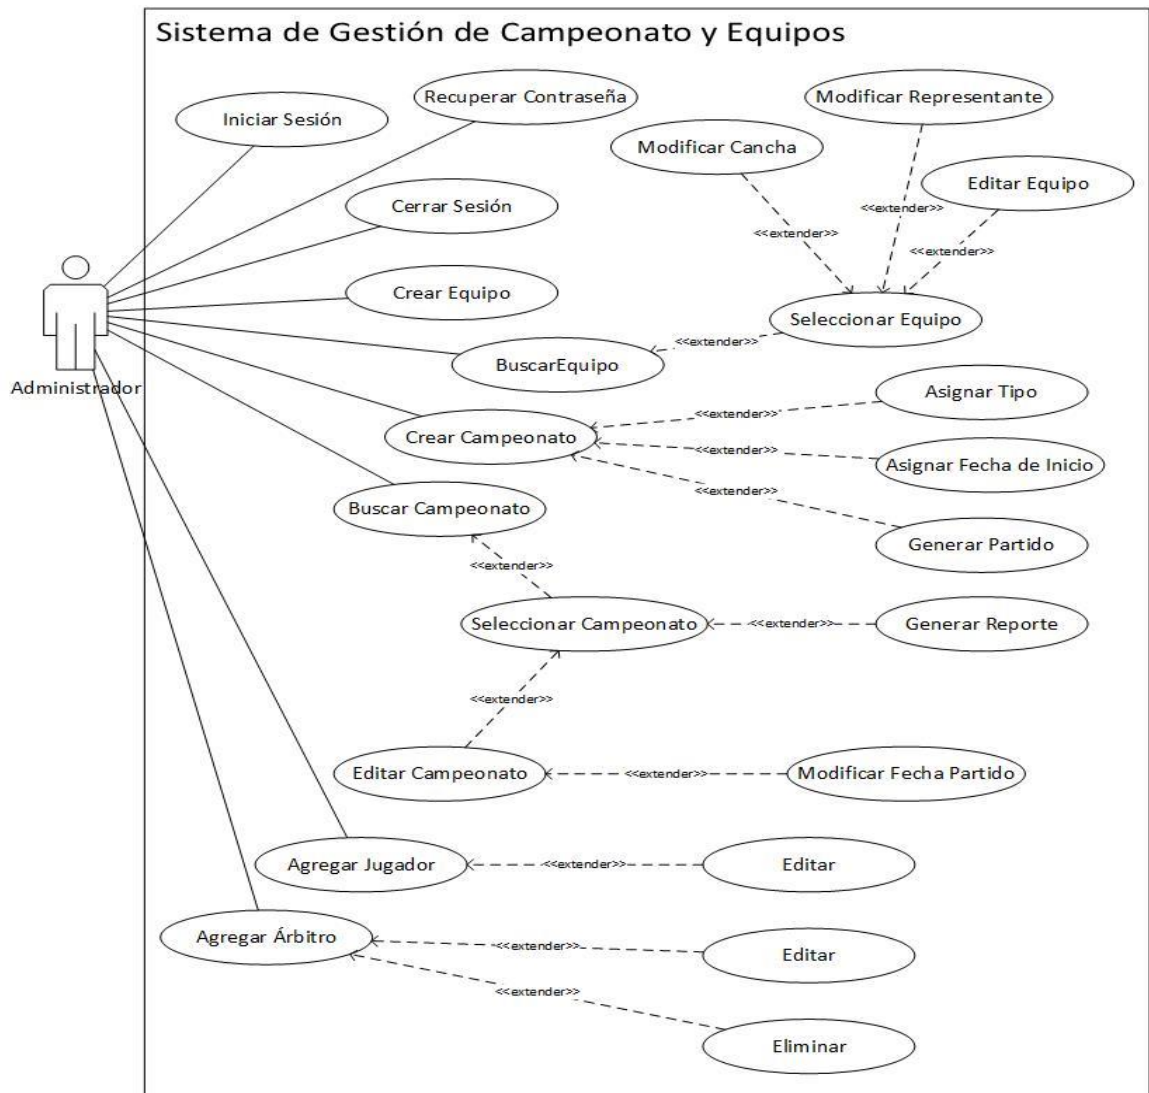 Sistema de Gestión de Campeonato y Equipos
Recuperar Contraseña
Modificar Representante
Iniciar Sesión
Modificar Cancha
Editar Equipo
Cerrar Sesión
<<extender>>
<<extender>>
<<extender>>
Crear Equipo
Seleccionar Equipo
<<extender>>
BuscarEquipo
Administrador
Asignar Tipo
<<extender>>
Crear Campeonato
<<extender>>
Asignar Fecha de Inicio
<<extender>>
Buscar Campeonato
Generar Partido
<<extender>>
Seleccionar Campeonato
<<extender>>
Generar Reporte
<<extender>>
Editar Campeonato
<<extender>>
Modificar Fecha Partido
Agregar Jugador
<<extender>>
Editar
Agregar Árbitro
<<extender>>
Editar
<<extender>>
Eliminar